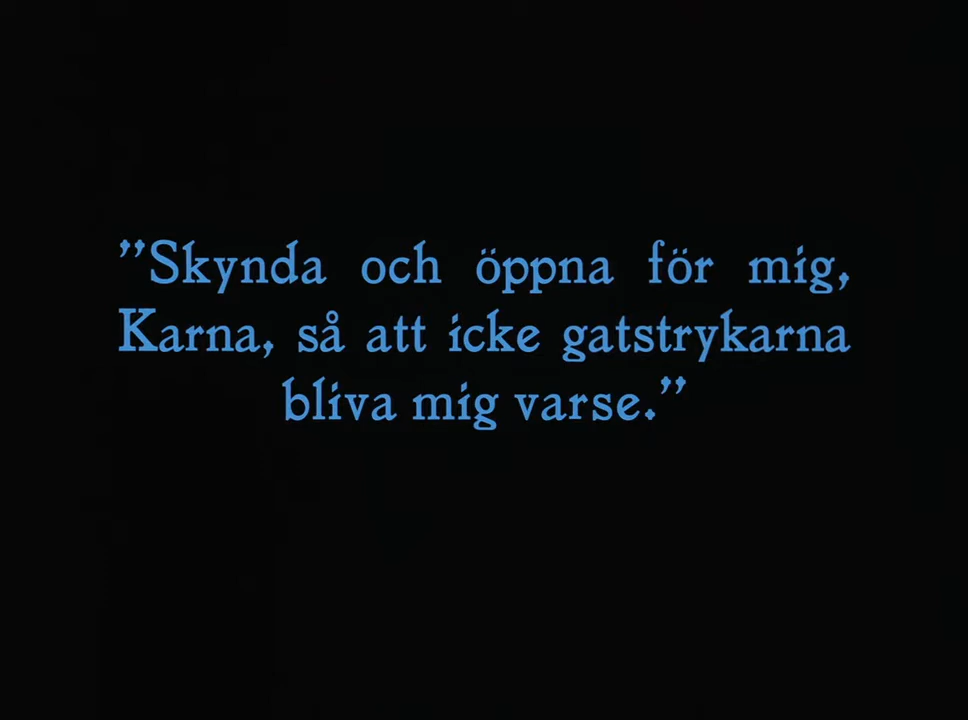 ”Skynda och öppna för mig,
Karna, så att icke gatstrykarna
bliva mig varse.”